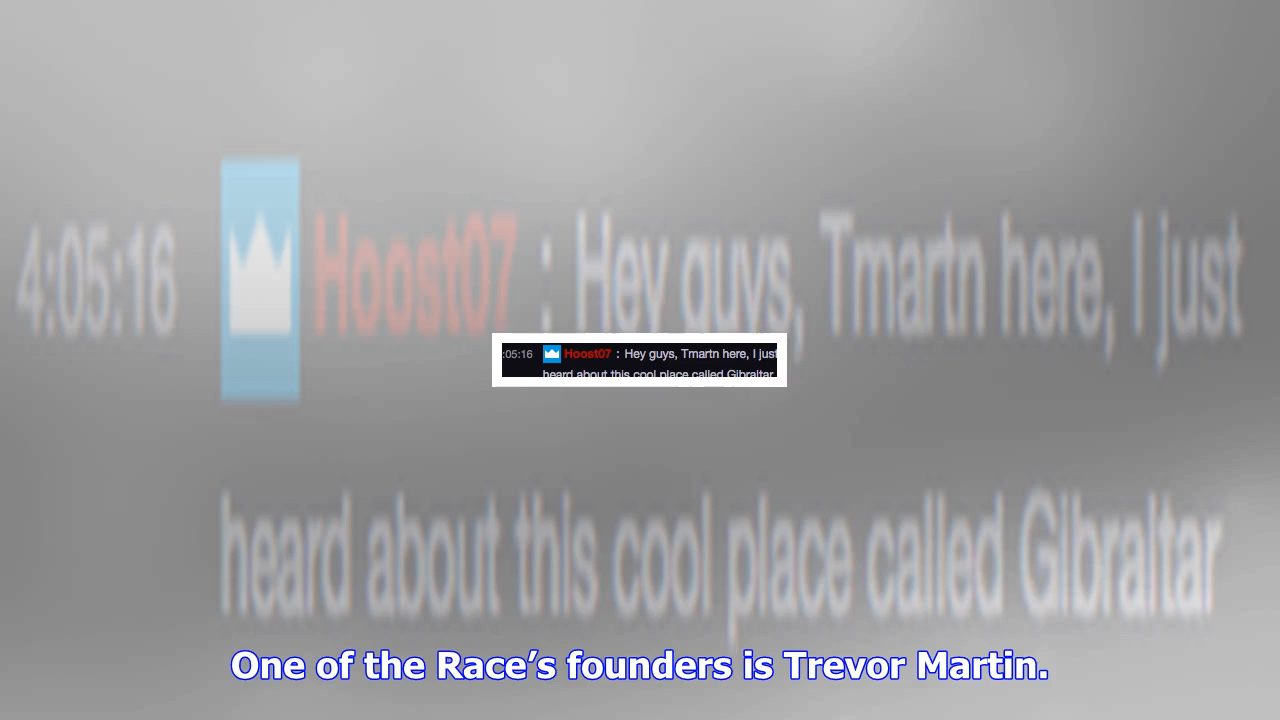 4:05:16 Hoost07 : Hey guys, Tmartn here, I just
heard about this cool place called Gibraltar
:05:16 Hoost07 : Hey guys, Tmartn here, I just
heard about this cool place called Gibraltar
One of the Race’s founders is Trevor Martin.